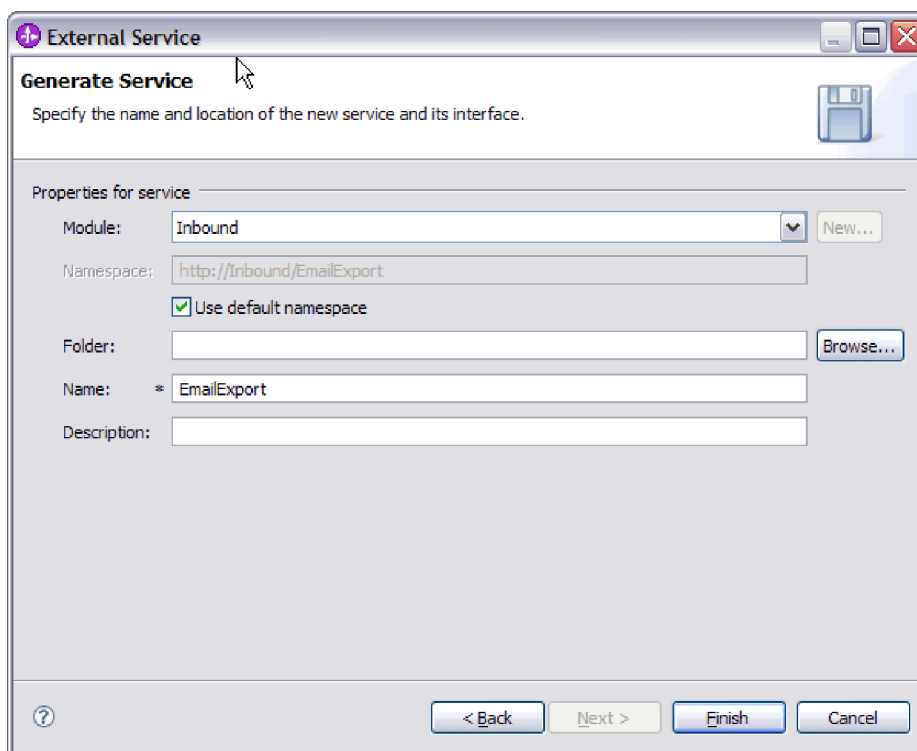 External Service
Generate Service
Specify the name and location of the new service and its interface.
Properties for service
Module: Inbound New...
Namespace: http://Inbound/EmailExport
Use default namespace
Folder: Browse...
Name: * EmailExport
Description:
? < Back Next > Finish Cancel